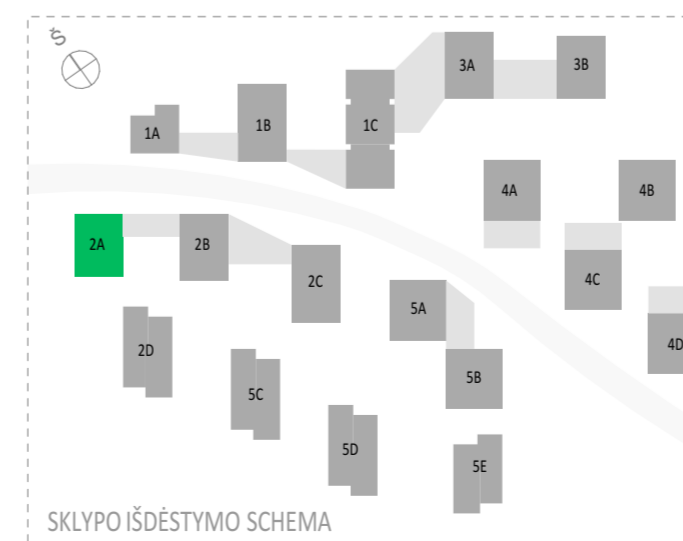 Š
3A
3B
1A
1B
1C
4A
4B
2A
2B
2C
4C
5A
2D
4D
5B
5C
5D
5E
SKLYPO IŠDĖSTYMO SCHEMA